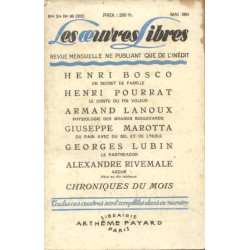 PRIX : 200 fr.
MAI 1954
Les œuvres Libres
REVUE MENSUELLE NE PUBLIANT QUE DE L'INÉDIT
HENRI BOSCO
UN SECRET DE FAMILLE
HENRI POURRAT
LE CONTE DU FIN VOLEUR
ARMAND LANOUX
PHYSIOLOGIE DES GRANDS BOULEVARDS
GIUSEPPE MAROTTA
DU PAIN AVEC DU SEL ET DE L'HUILE
GEORGES LUBIN
LE RASTREADOR
ALEXANDRE RIVEMALE
AZOUK
CHRONIQUES DU MOIS
Toutes ces œuvres sont complètes dans ce numéro
LIBRAIRIE
ARTHÈME FAYARD
PARIS